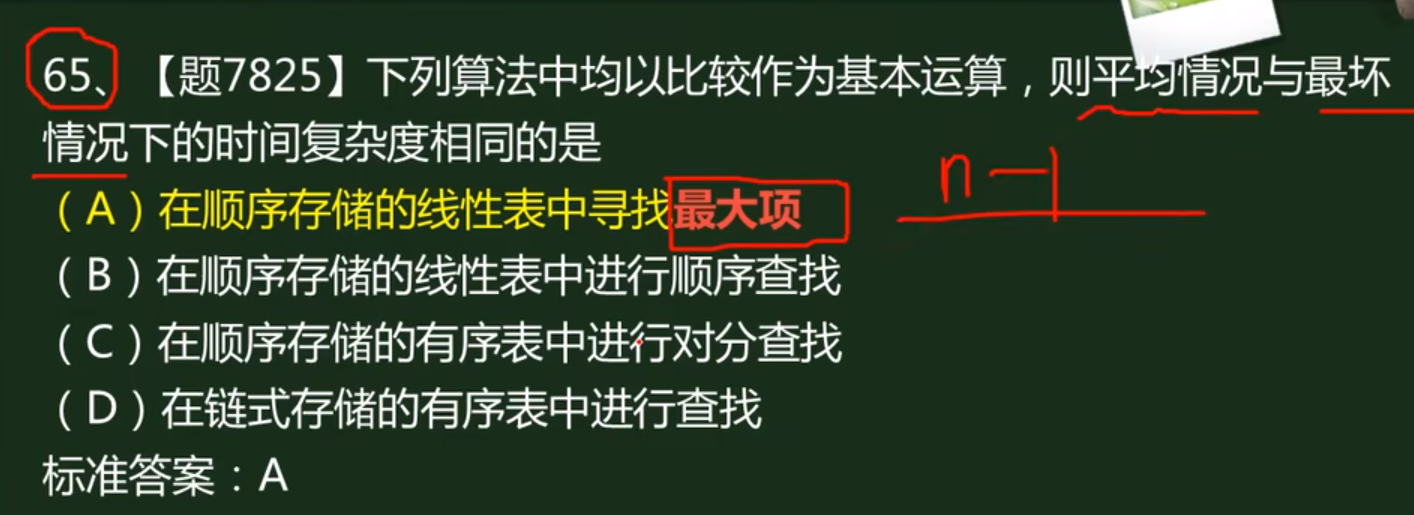 65、【题7825】下列算法中均以比较作为基本运算，则平均情况与最坏
情况下的时间复杂度相同的是
（A）在顺序存储的线性表中寻找最大项
n-1
（B）在顺序存储的线性表中进行顺序查找
（C）在顺序存储的有序表中进行对分查找
（D）在链式存储的有序表中进行查找
标准答案：A